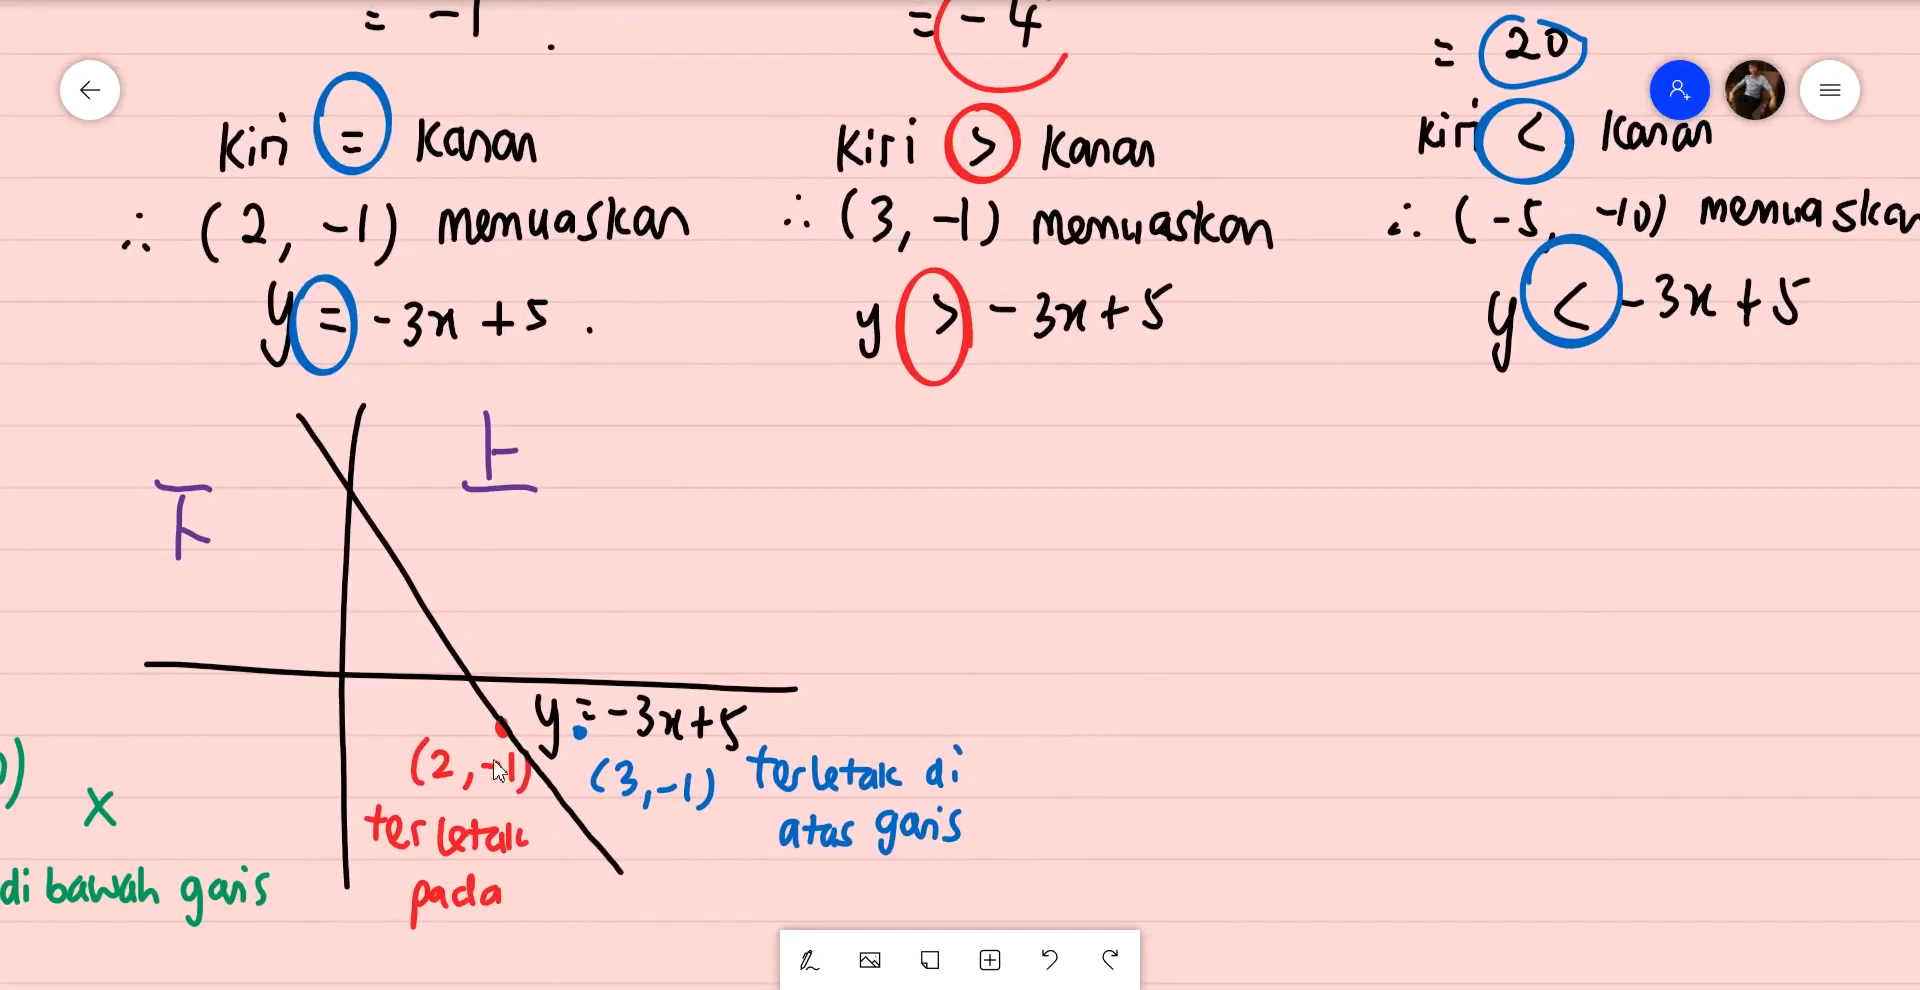 = -1 .
Kiri = Kanan
∴ (2, -1) memuaskan
y = -3x + 5 .
= -4
Kiri > Kanan
∴ (3, -1) memuaskan
y > -3x + 5
= 20
Kiri < Kanan
∴ (-5, -10) memuaskan
y < -3x + 5
下
上
y = -3x + 5
(2, -1)
terletak
pada
(3, -1) terletak di
atas garis
)
x
di bawah garis